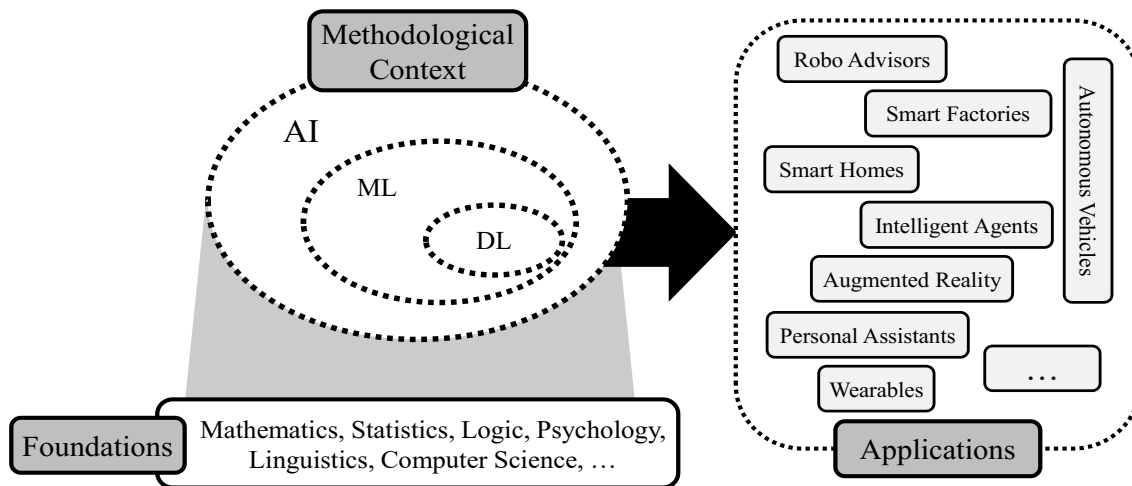 Methodological
Context
AI
ML
DL
Foundations
Mathematics, Statistics, Logic, Psychology,
Linguistics, Computer Science, …
Robo Advisors
Smart Factories
Autonomous Vehicles
Smart Homes
Intelligent Agents
Augmented Reality
Personal Assistants
…
Wearables
Applications